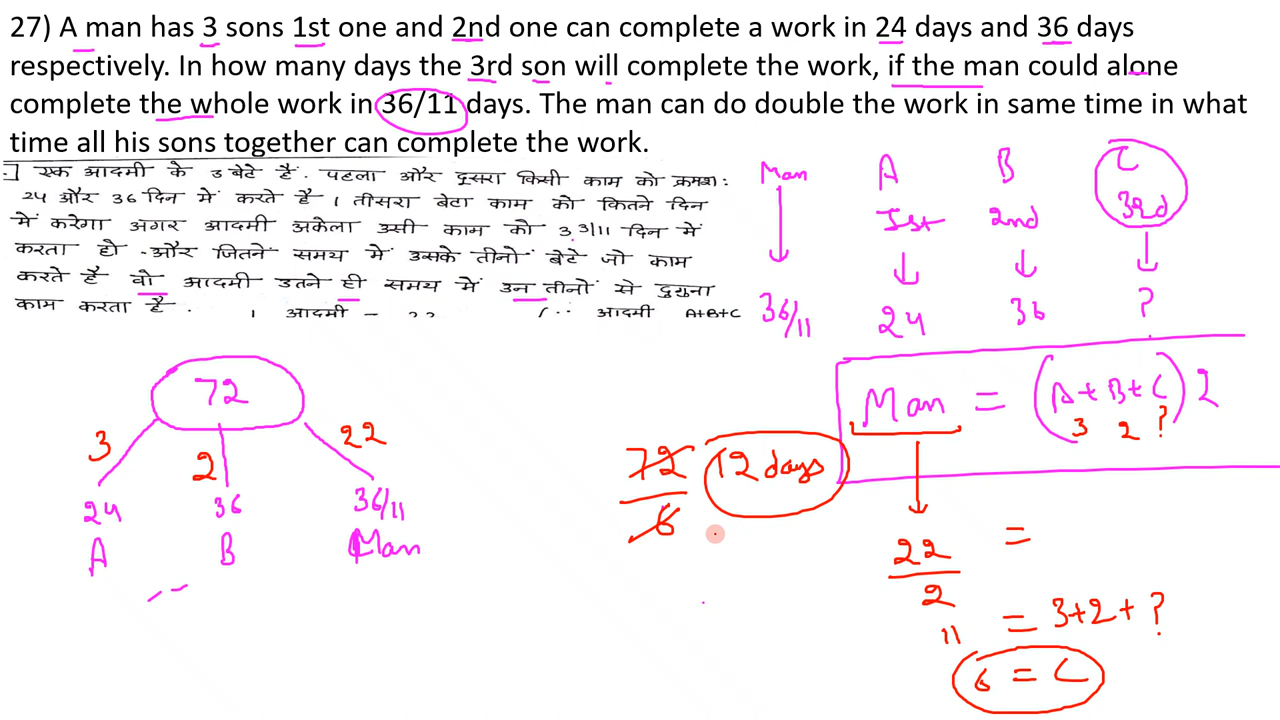 27) A man has 3 sons 1st one and 2nd one can complete a work in 24 days and 36 days
respectively. In how many days the 3rd son will complete the work, if the man could alone
complete the whole work in 36/11 days. The man can do double the work in same time in what
time all his sons together can complete the work.
एक आदमी के 3 बेटे हैं. पहला और दूसरा किसी काम को क्रमशः
24 और 36 दिन में करते है । तीसरा बेटा काम को कितने दिन
में करेगा अगर आदमी अकेला उसी काम को 3 3/11 दिन में
करता हो और जितने समय में उसके तीनों बेटे जो काम
करते हैं वो आदमी उतने ही समय में उन तीनों से दुगुना
काम करता है .
आदमी
आदमी A+B+C
Man A B C
Ist 2nd 3rd
36/11 24 36 ?
72
3 2 22
24 36 36/11
A B Man
Man = (A+B+C) 2
3 2 ?
72/6 12 days
22/2 =
11 = 3+2+?
6 = C